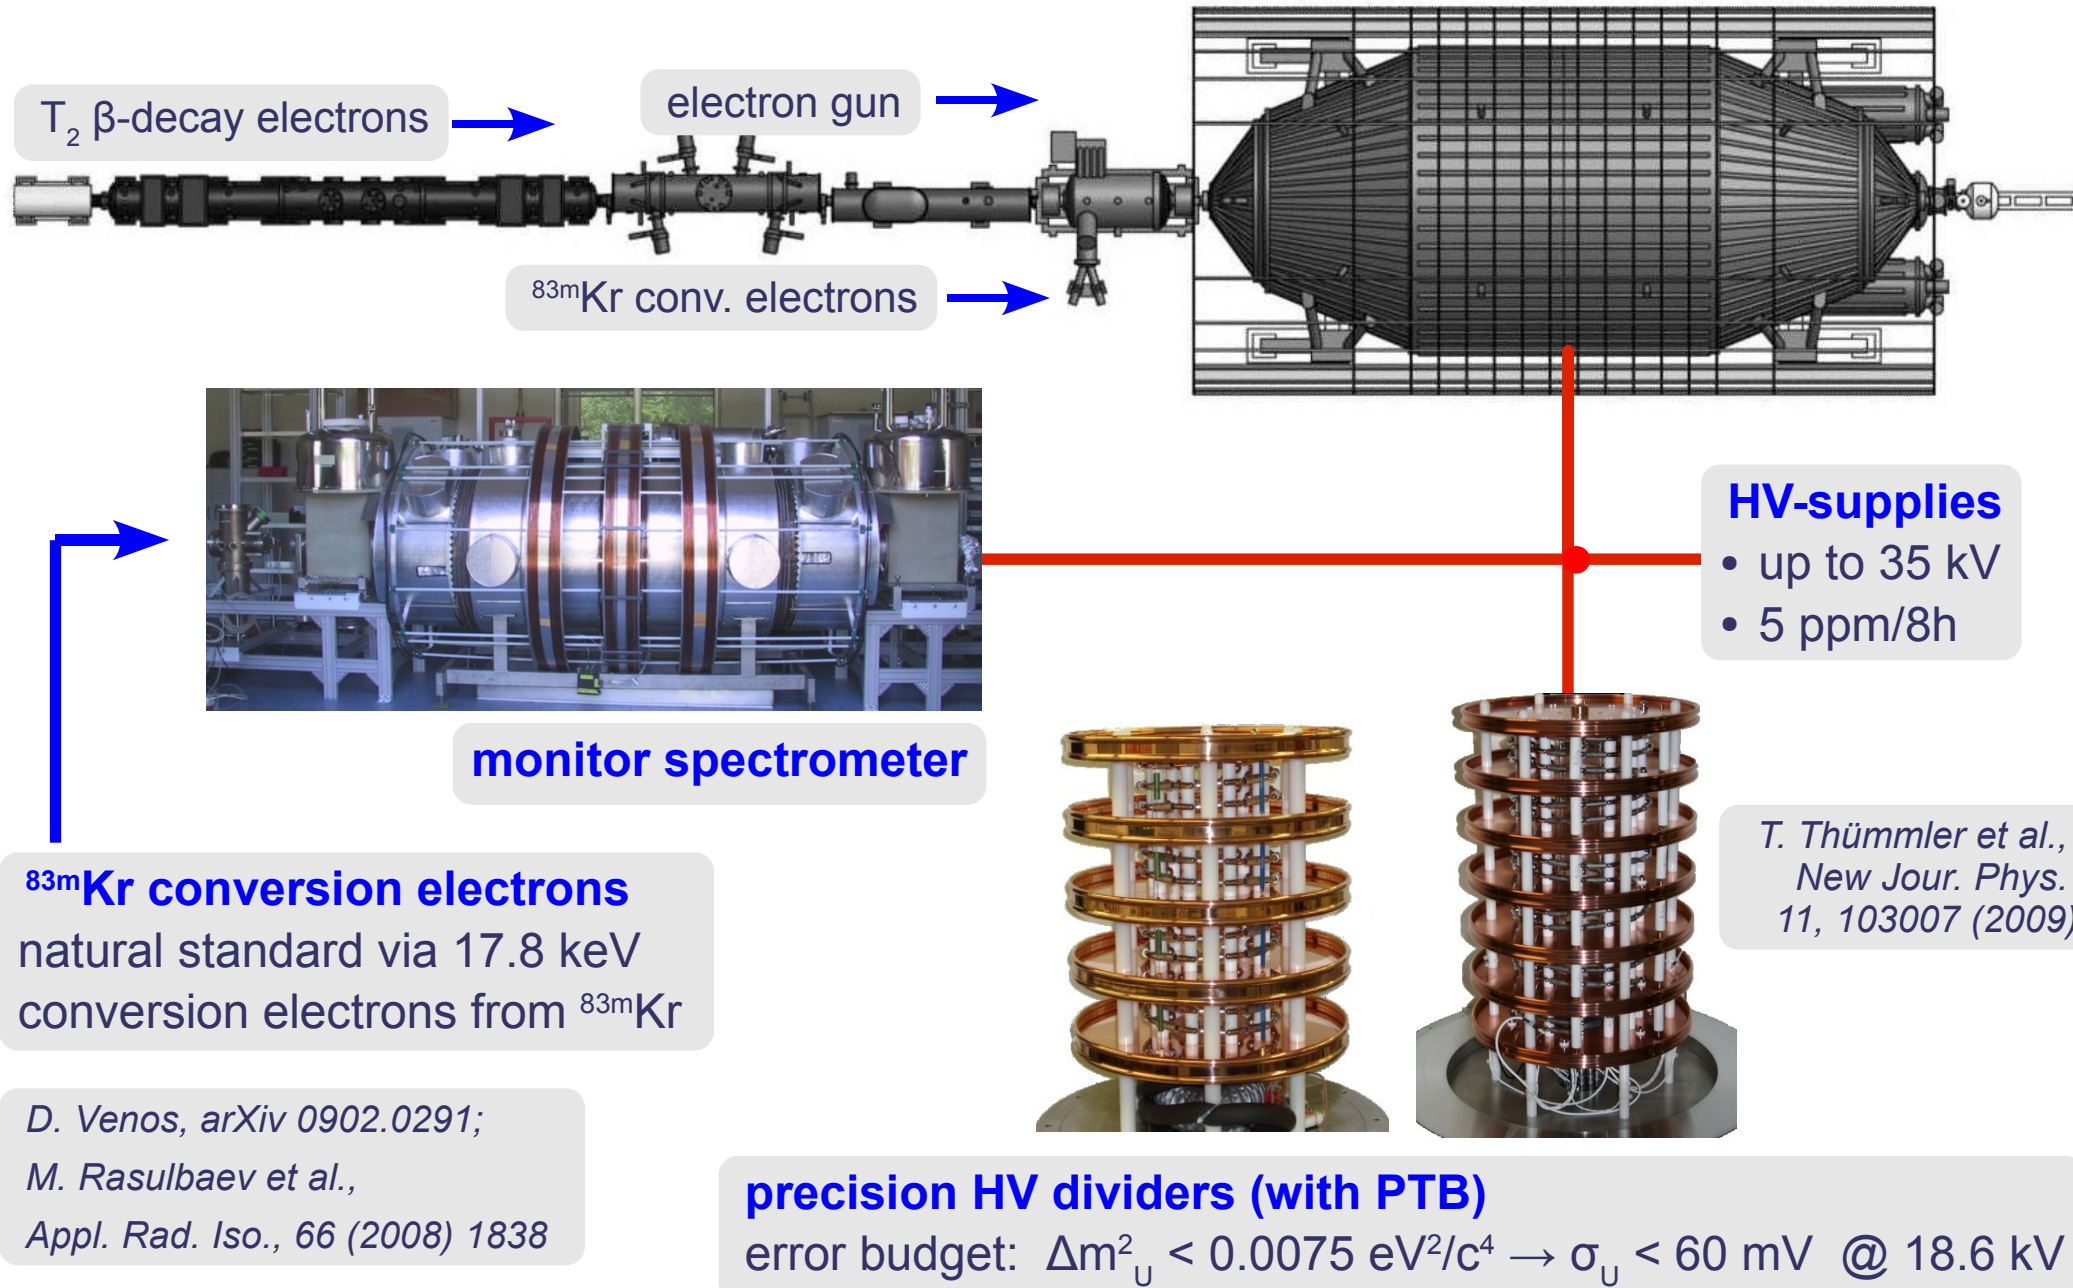 T₂ β-decay electrons
electron gun
⁸³ᵐKr conv. electrons
HV-supplies
• up to 35 kV
• 5 ppm/8h
monitor spectrometer
⁸³ᵐKr conversion electrons
natural standard via 17.8 keV
conversion electrons from ⁸³ᵐKr
T. Thümmler et al.,
New Jour. Phys.
11, 103007 (2009)
D. Venos, arXiv 0902.0291;
M. Rasulbaev et al.,
Appl. Rad. Iso., 66 (2008) 1838
precision HV dividers (with PTB)
error budget: Δm²_U < 0.0075 eV²/c⁴ → σ_U < 60 mV @ 18.6 kV